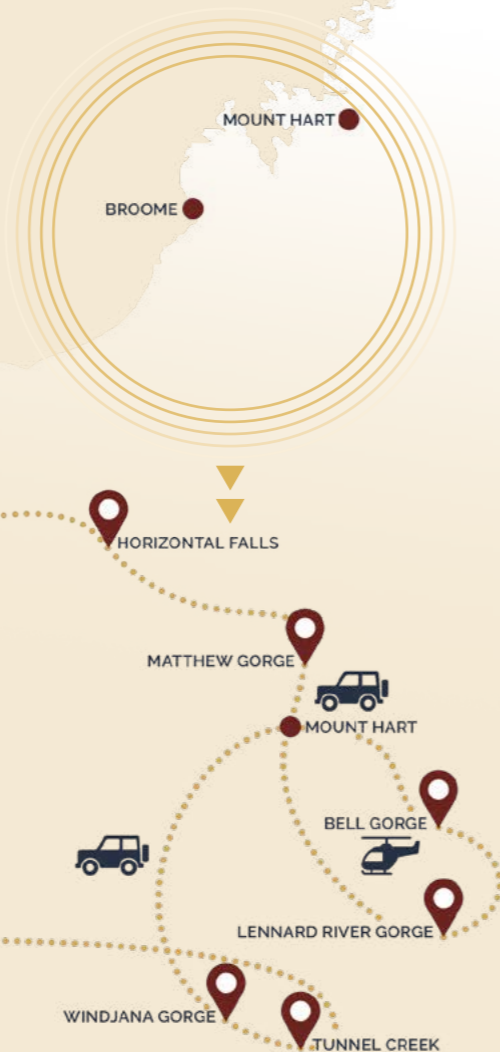 MOUNT HART
BROOME
HORIZONTAL FALLS
MATTHEW GORGE
MOUNT HART
BELL GORGE
LENNARD RIVER GORGE
WINDJANA GORGE
TUNNEL CREEK